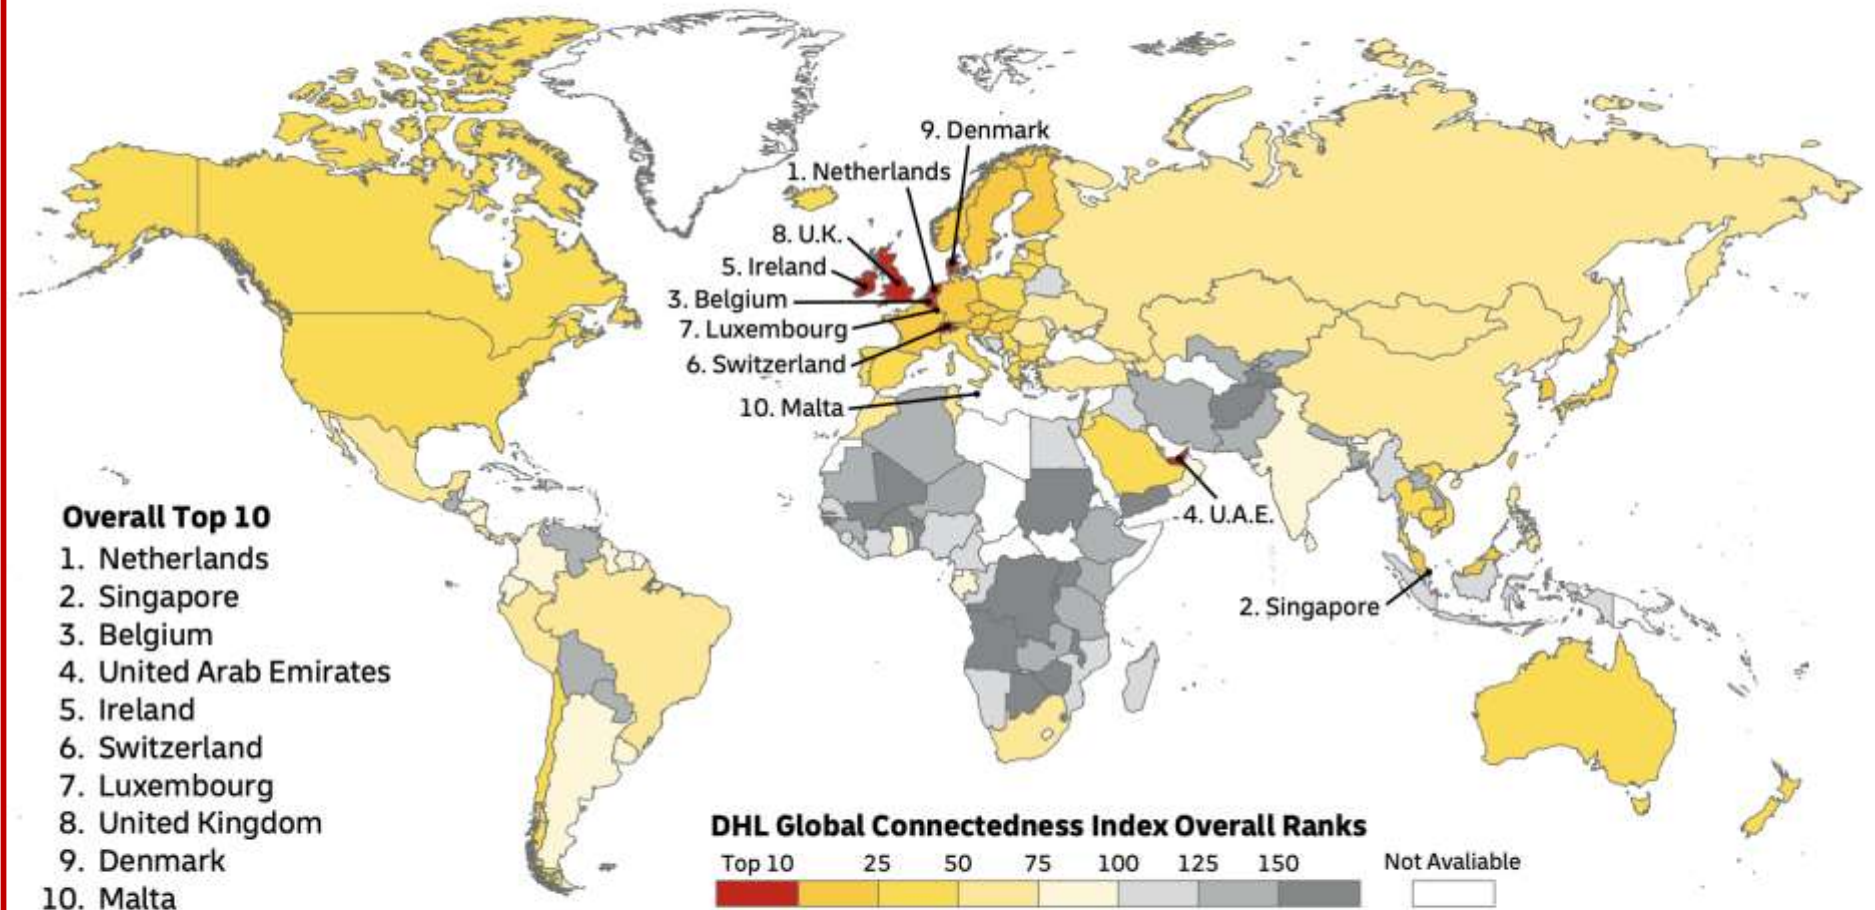 9. Denmark
1. Netherlands
8. U.K.
5. Ireland
3. Belgium
7. Luxembourg
6. Switzerland
10. Malta
4. U.A.E.
2. Singapore
Overall Top 10
1. Netherlands
2. Singapore
3. Belgium
4. United Arab Emirates
5. Ireland
6. Switzerland
7. Luxembourg
8. United Kingdom
9. Denmark
10. Malta
DHL Global Connectedness Index Overall Ranks
Top 10 25 50 75 100 125 150 Not Avaliable